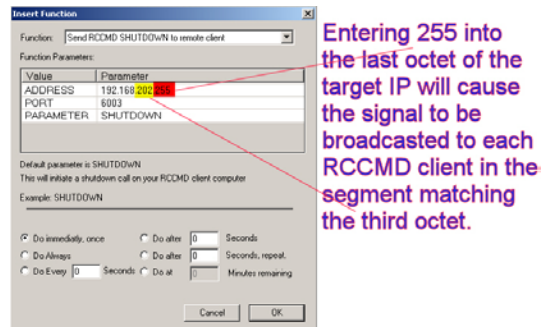 Insert Function
Function: Send RCCMD SHUTDOWN to remote client
Function Parameters:
Value Parameter
ADDRESS 192.168.202.255
PORT 6003
PARAMETER SHUTDOWN
Default parameter is SHUTDOWN
This will initiate a shutdown call on your RCCMD client computer
Example: SHUTDOWN
Do immediatly, once Do after 0 Seconds
Do Always Do after 0 Seconds, repeat.
Do Every 0 Seconds Do at 0 Minutes remaining
Cancel OK
Entering 255 into
the last octet of the
target IP will cause
the signal to be
broadcasted to each
RCCMD client in the
segment matching
the third octet.